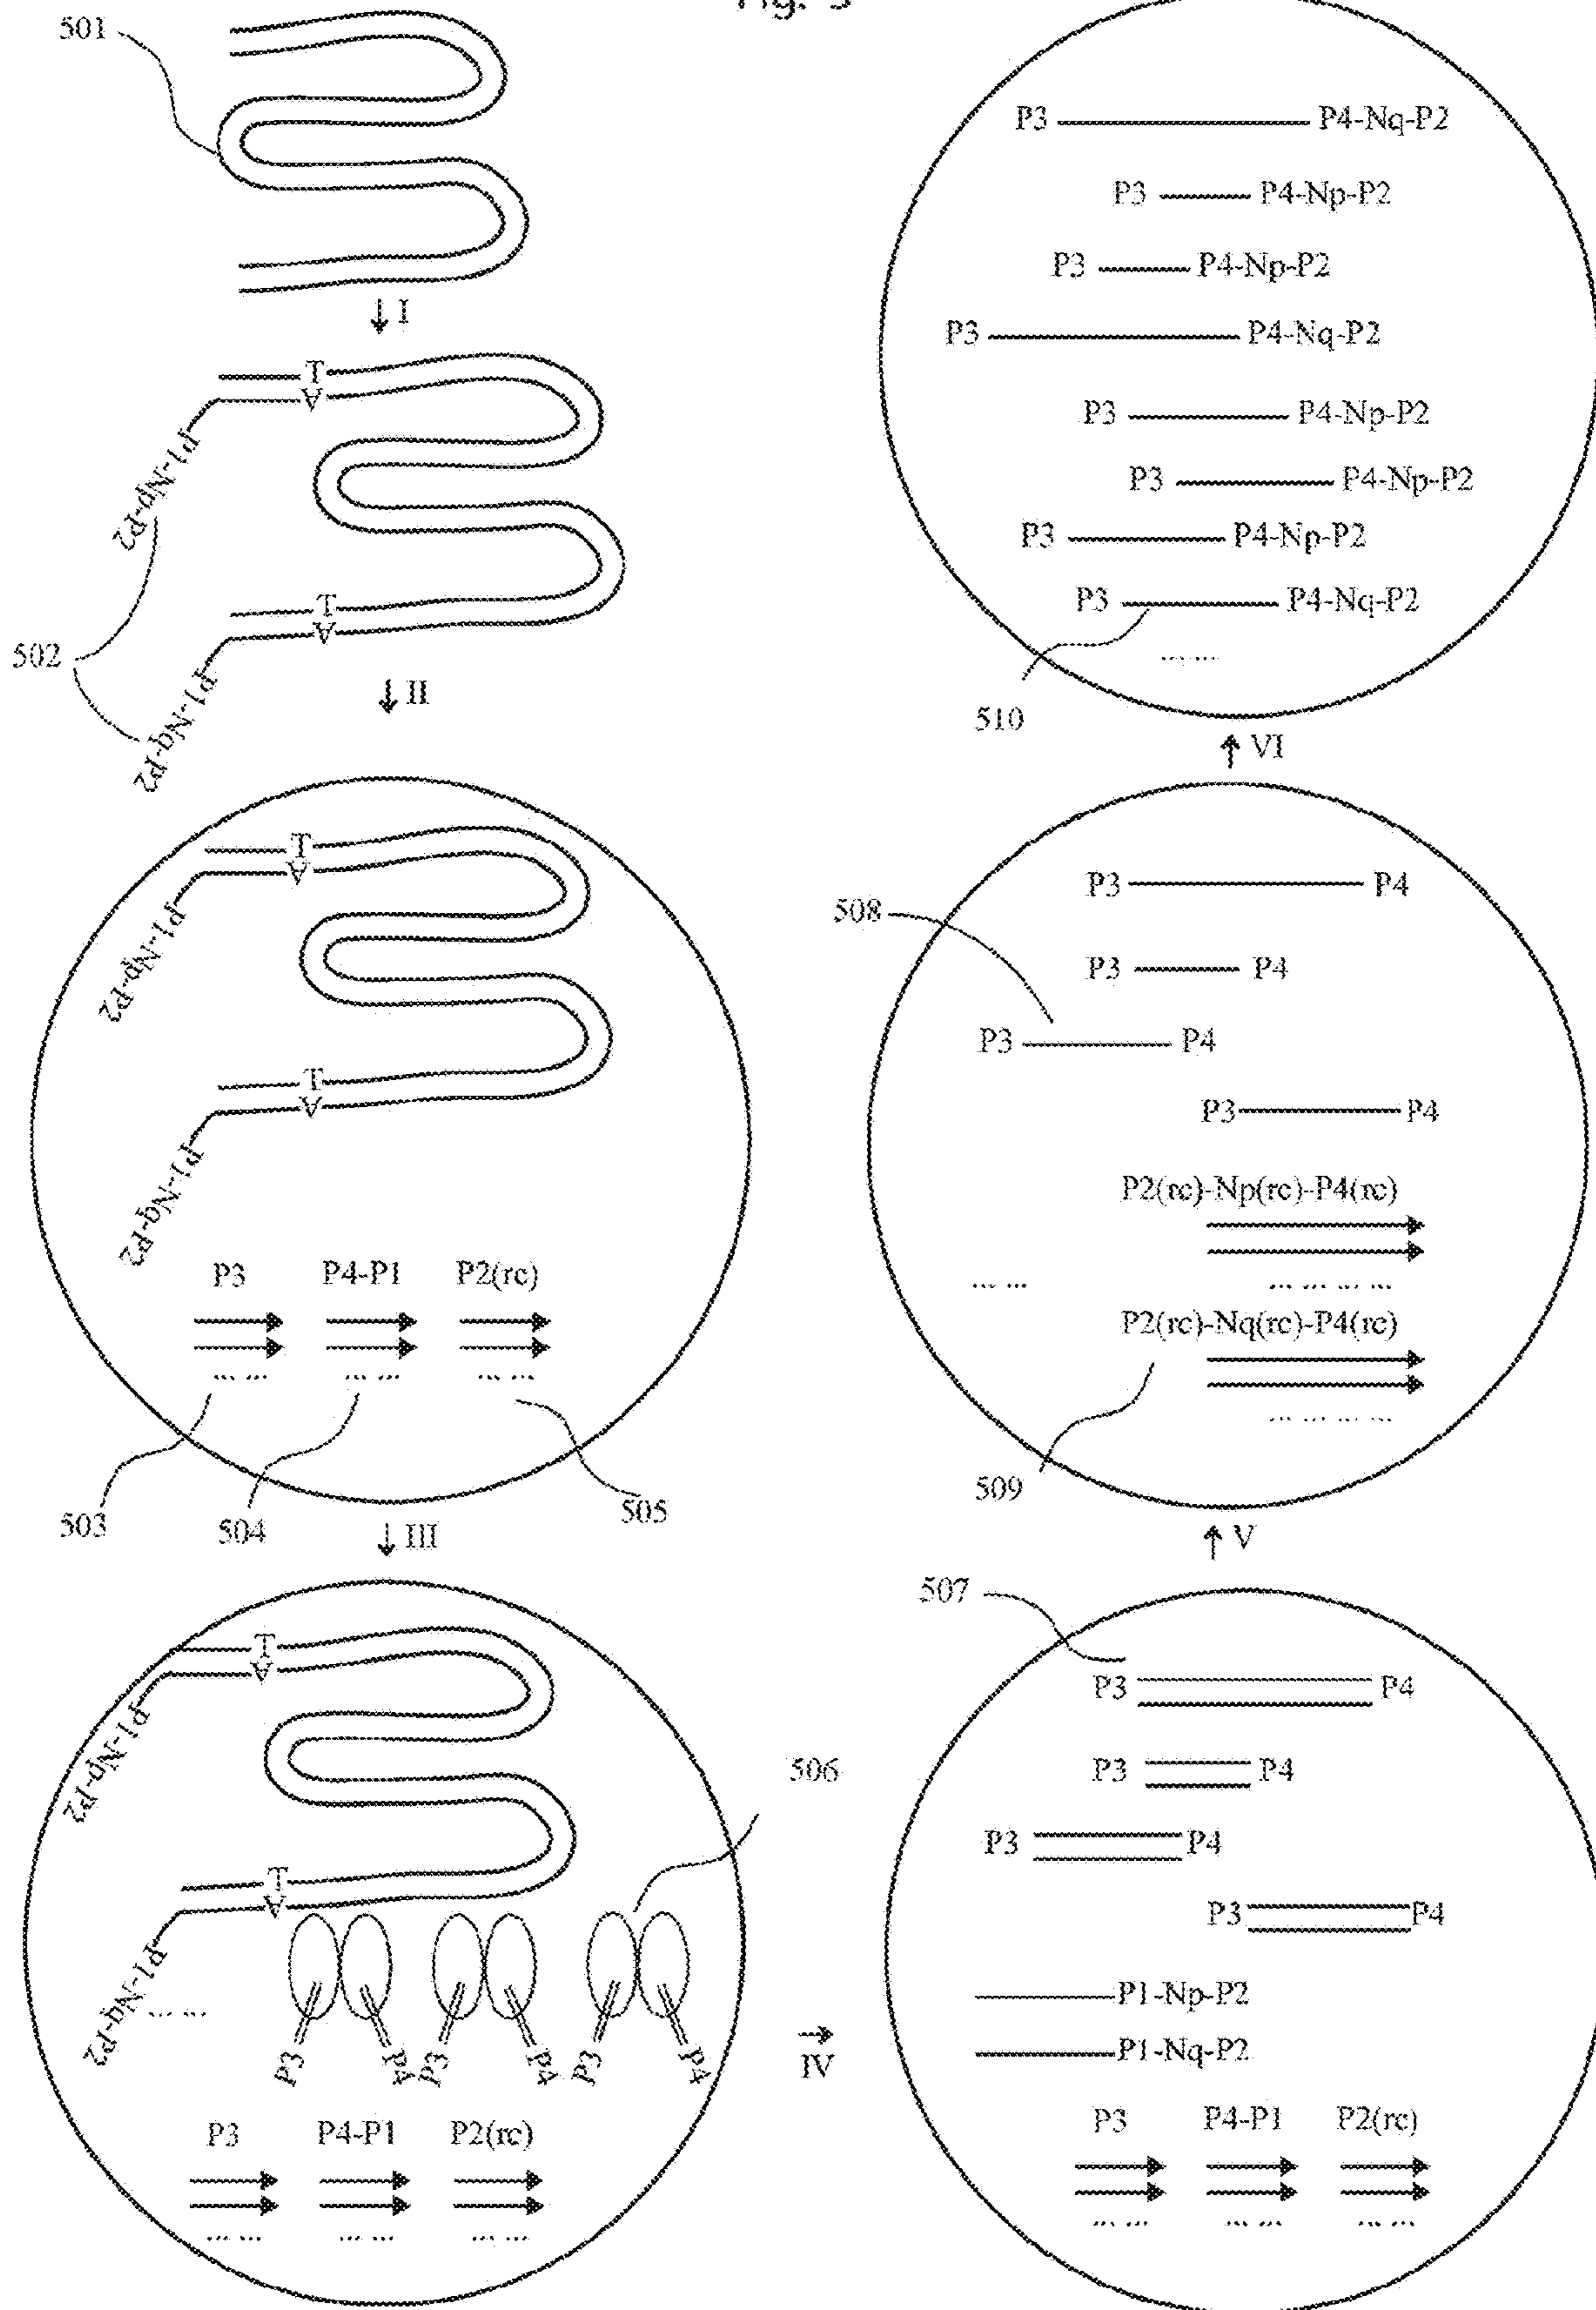 Fig. 5
501
↓ I
T
A
P1-Np-P2
T
A
P1-Nq-P2
502
↓ II
T
A
P1-Np-P2
T
A
P1-Nq-P2
P3 P4-P1 P2(rc)
... ... ... ... ... ...
503 504 505
↓ III
T
A
P1-Np-P2
T
A
P1-Nq-P2
... ...
506
P3 P4 P3 P4 P3 P4
P3 P4-P1 P2(rc)
... ... ... ... ... ...
→
IV
507
P3 P4
P3 P4
P3 P4
P3 P4
P1-Np-P2
P1-Nq-P2
P3 P4-P1 P2(rc)
... ... ... ... ... ...
↑ V
P3 P4
508
P3 P4
P3 P4
P3 P4
P2(rc)-Np(rc)-P4(rc)
... ... ... ... ... ...
P2(rc)-Nq(rc)-P4(rc)
... ... ... ...
509
↑ VI
P3 P4-Nq-P2
P3 P4-Np-P2
P3 P4-Np-P2
P3 P4-Nq-P2
P3 P4-Np-P2
P3 P4-Np-P2
P3 P4-Np-P2
P3 P4-Nq-P2
... ...
510